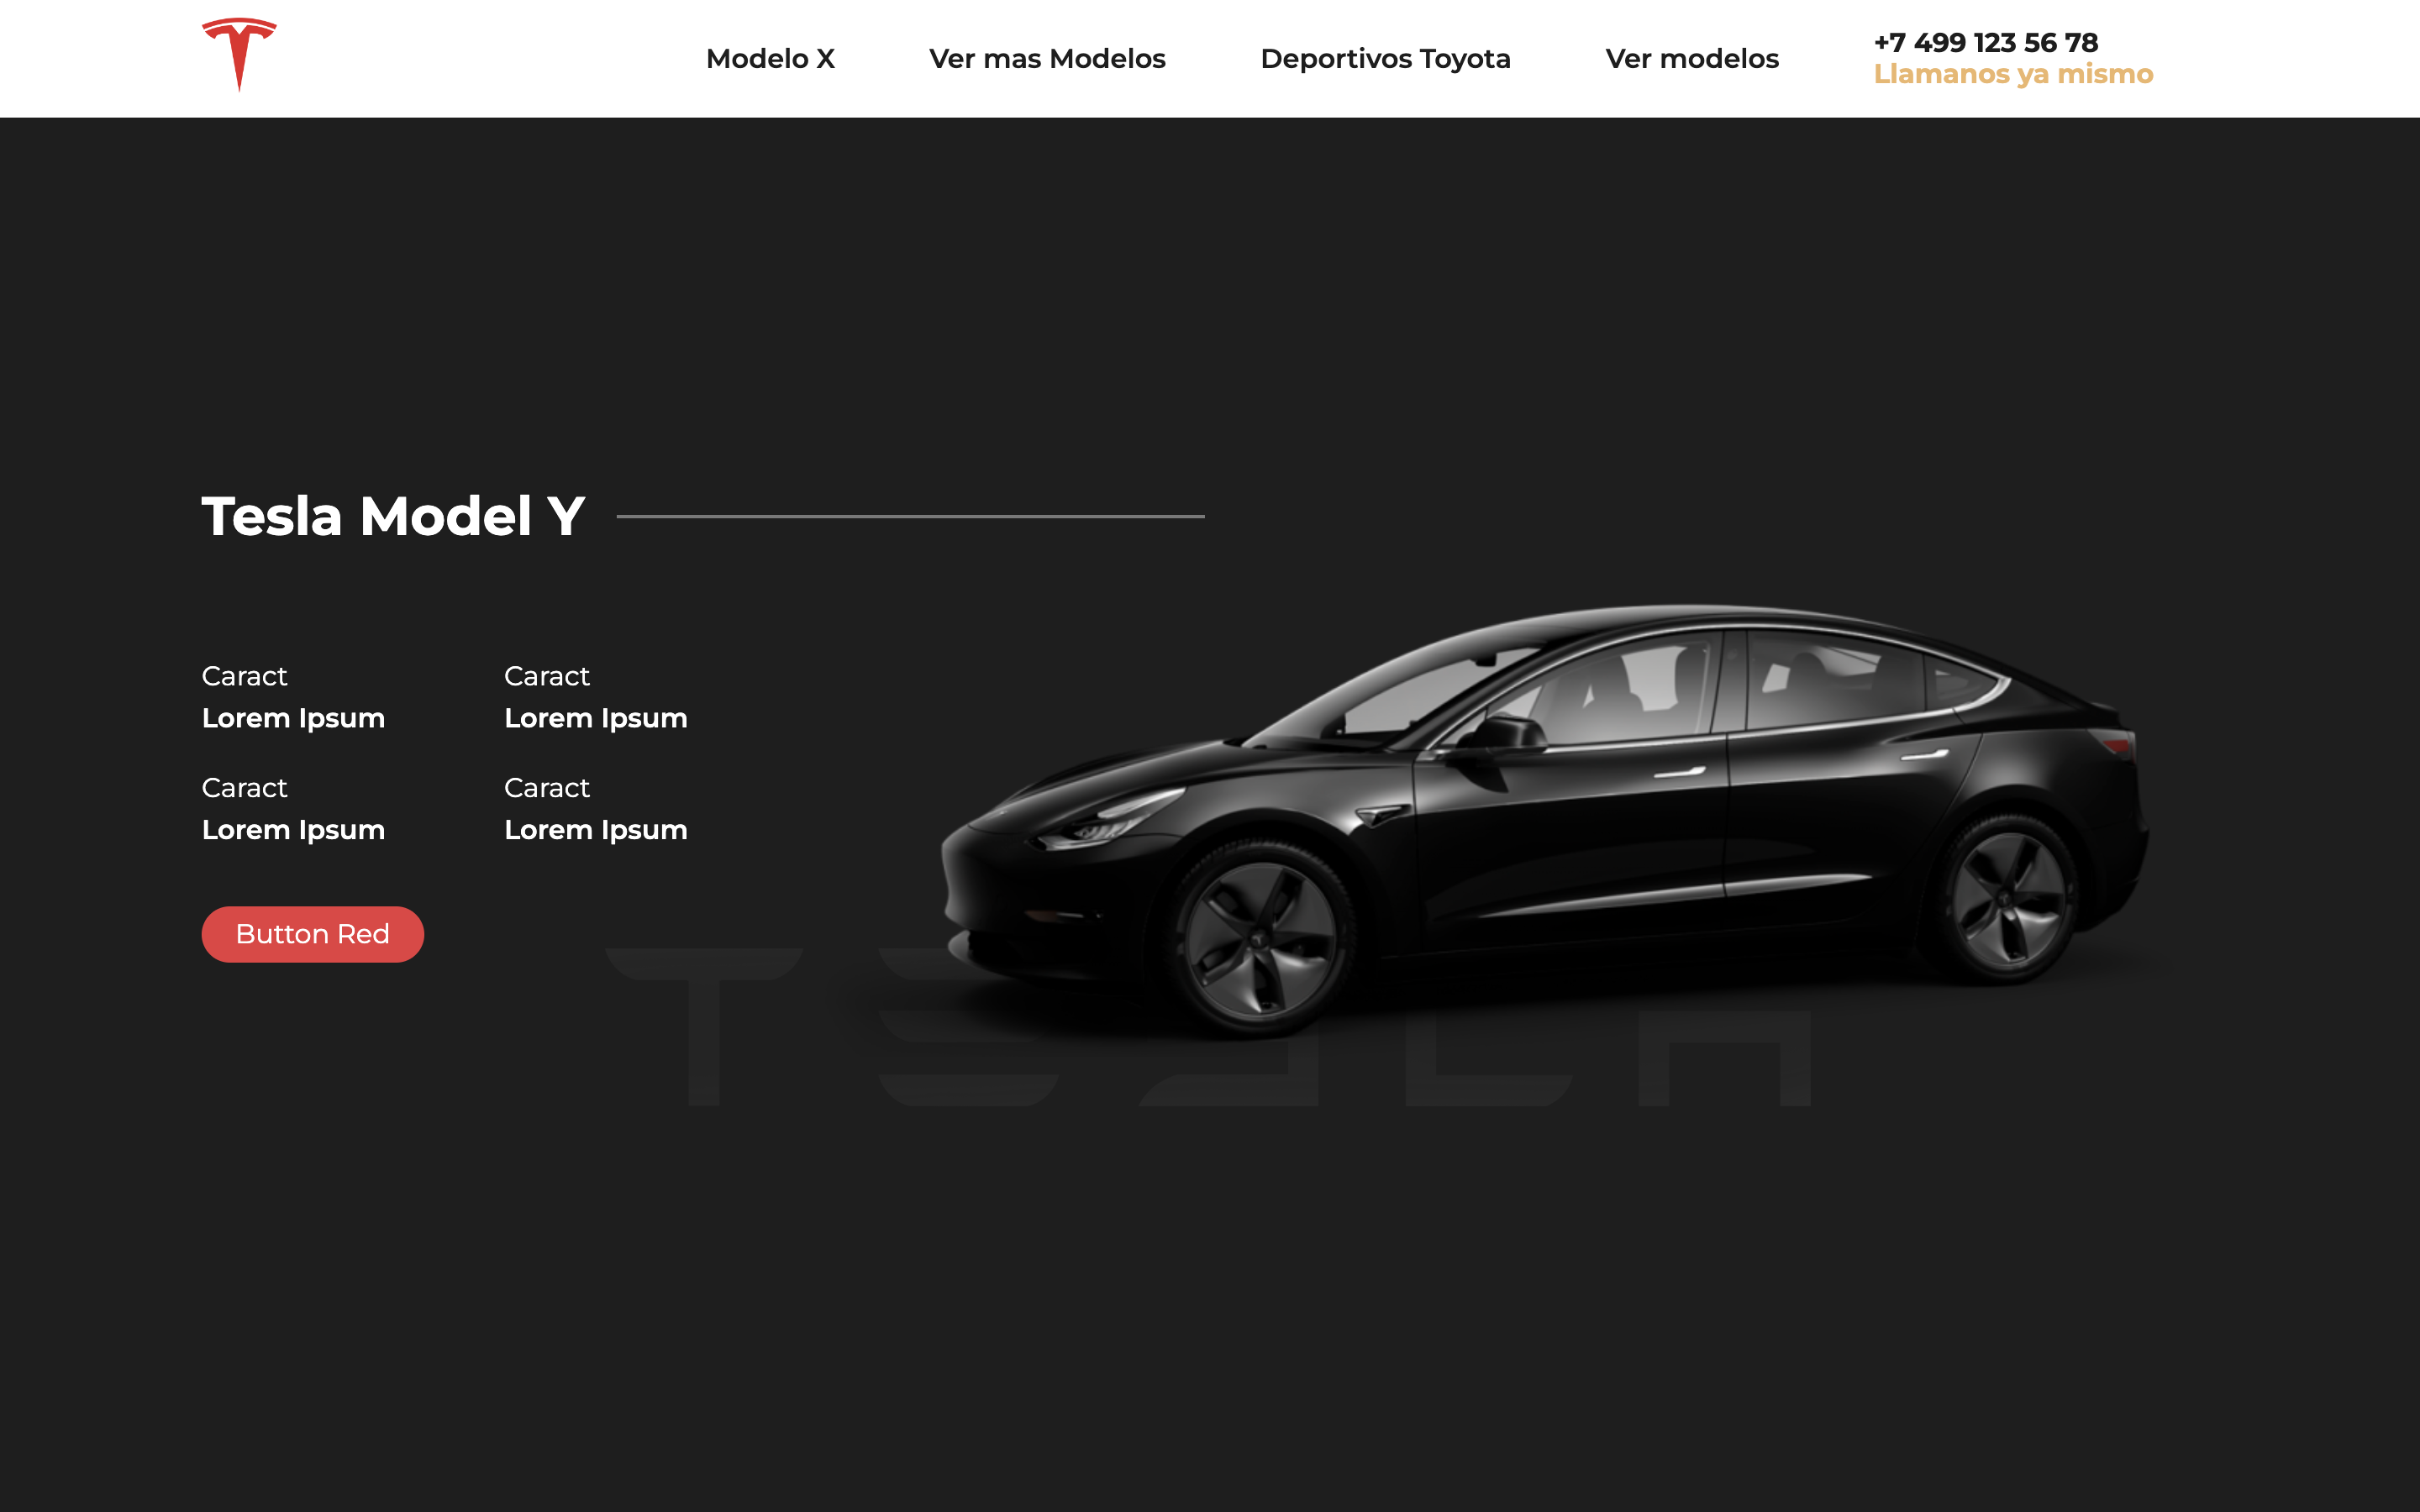 Modelo X
Ver mas Modelos
Deportivos Toyota
Ver modelos
+7 499 123 56 78
Llamanos ya mismo
Tesla Model Y
Caract
Lorem Ipsum
Caract
Lorem Ipsum
Caract
Lorem Ipsum
Caract
Lorem Ipsum
Button Red
TESLA